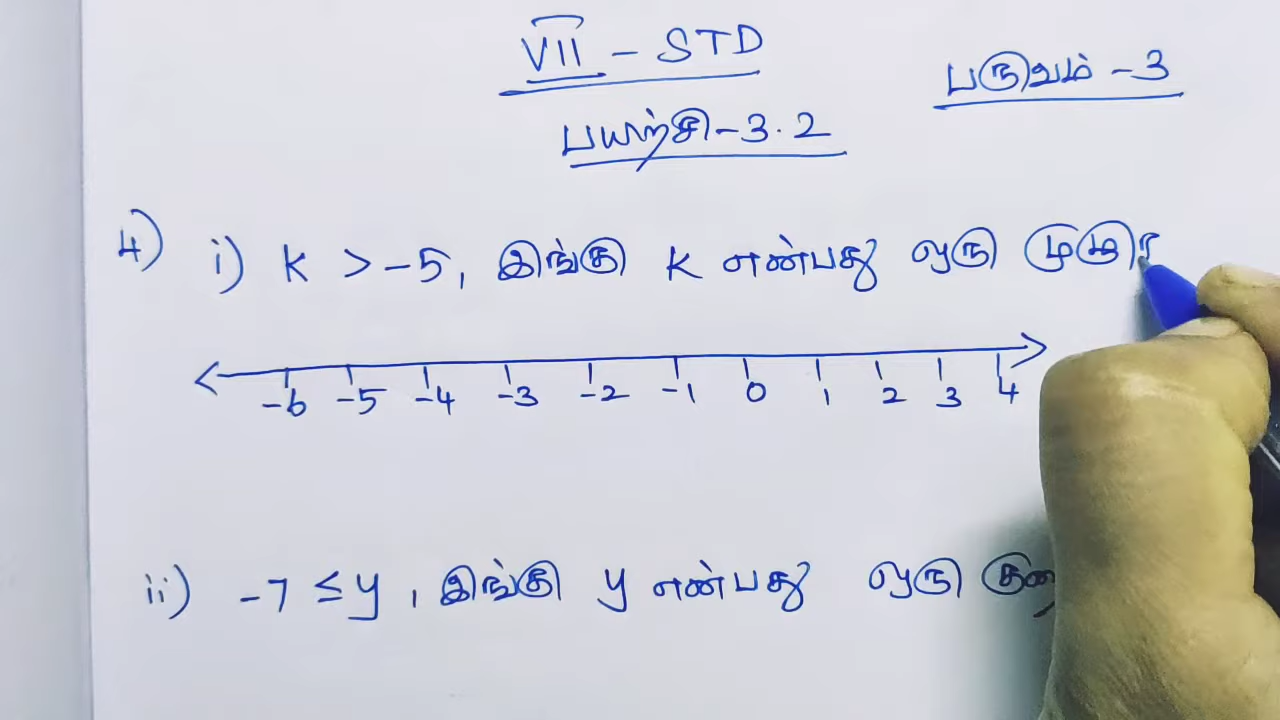 VII - STD
பருவம் - 3
பயிற்சி - 3.2
4) i) K > -5, இங்கு K என்பது ஒரு
-6 -5 -4 -3 -2 -1 0 1 2 3 4
ii) -7 ≤ y, இங்கு y என்பது ஒரு